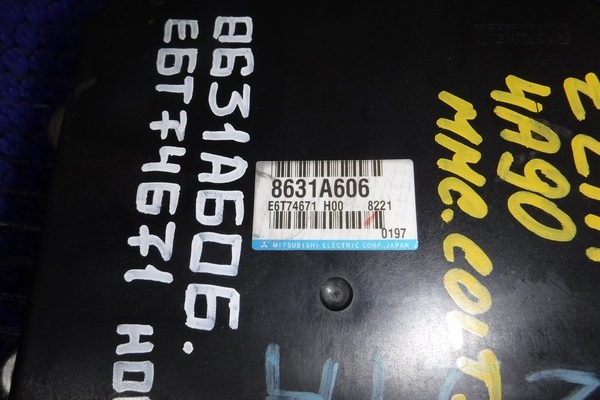 8631A606
E6T74671 H00 8221
0197
MITSUBISHI ELECTRIC CORP. JAPAN
8631A606.
E6T74671 H00
4A90
MMC. COLT.